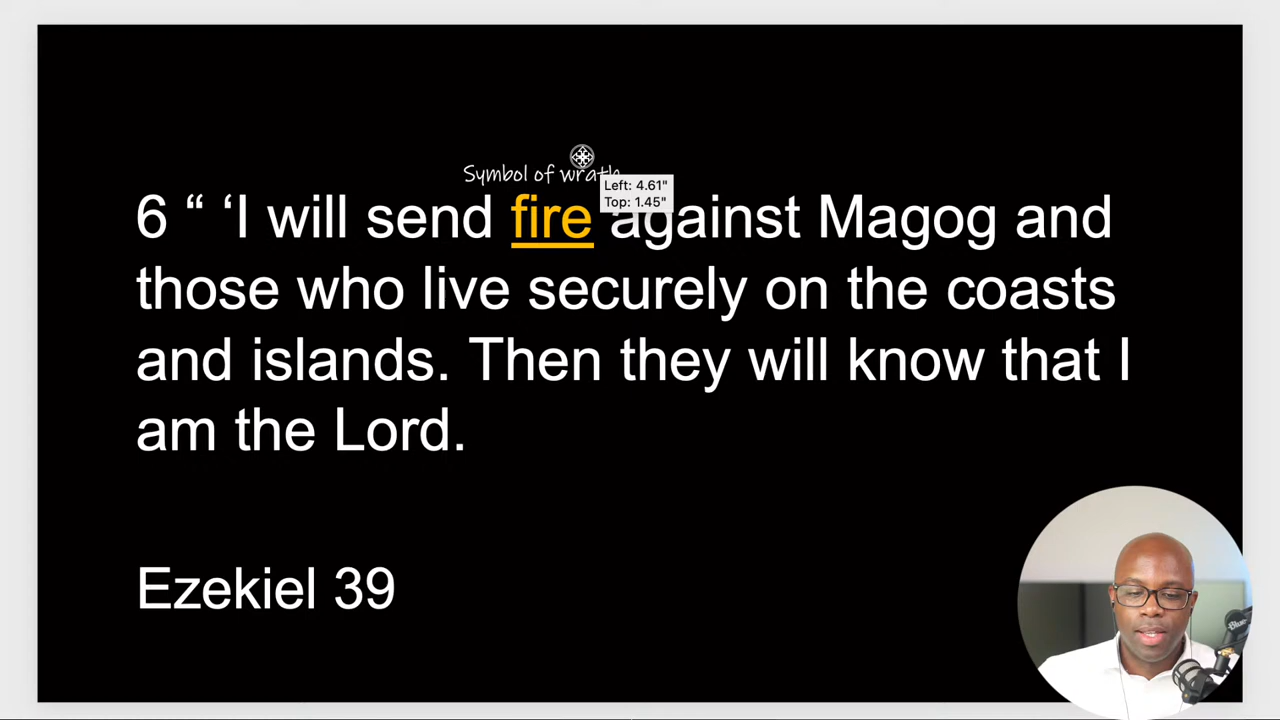 Symbol of wrath
Left: 4.61"
Top: 1.45"
6 “ ‘I will send fire against Magog and
those who live securely on the coasts
and islands. Then they will know that I
am the Lord.
Ezekiel 39
Blue